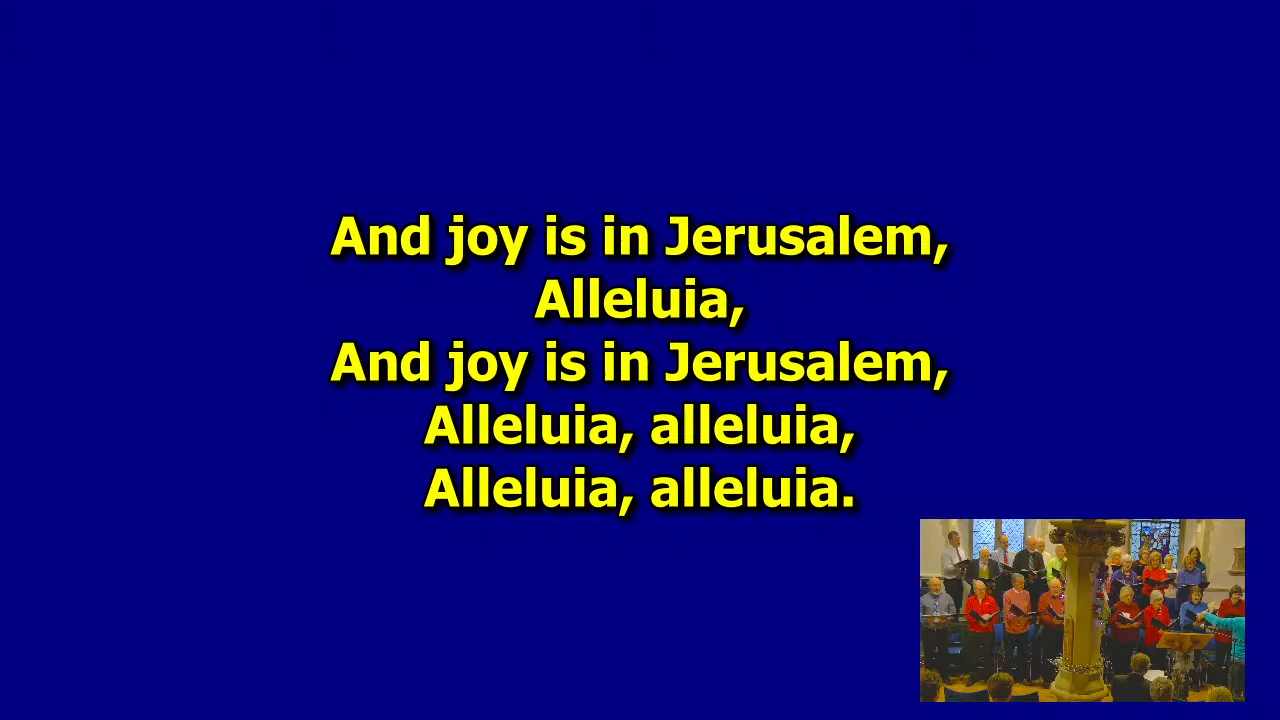 And joy is in Jerusalem,
Alleluia,
And joy is in Jerusalem,
Alleluia, alleluia,
Alleluia, alleluia.